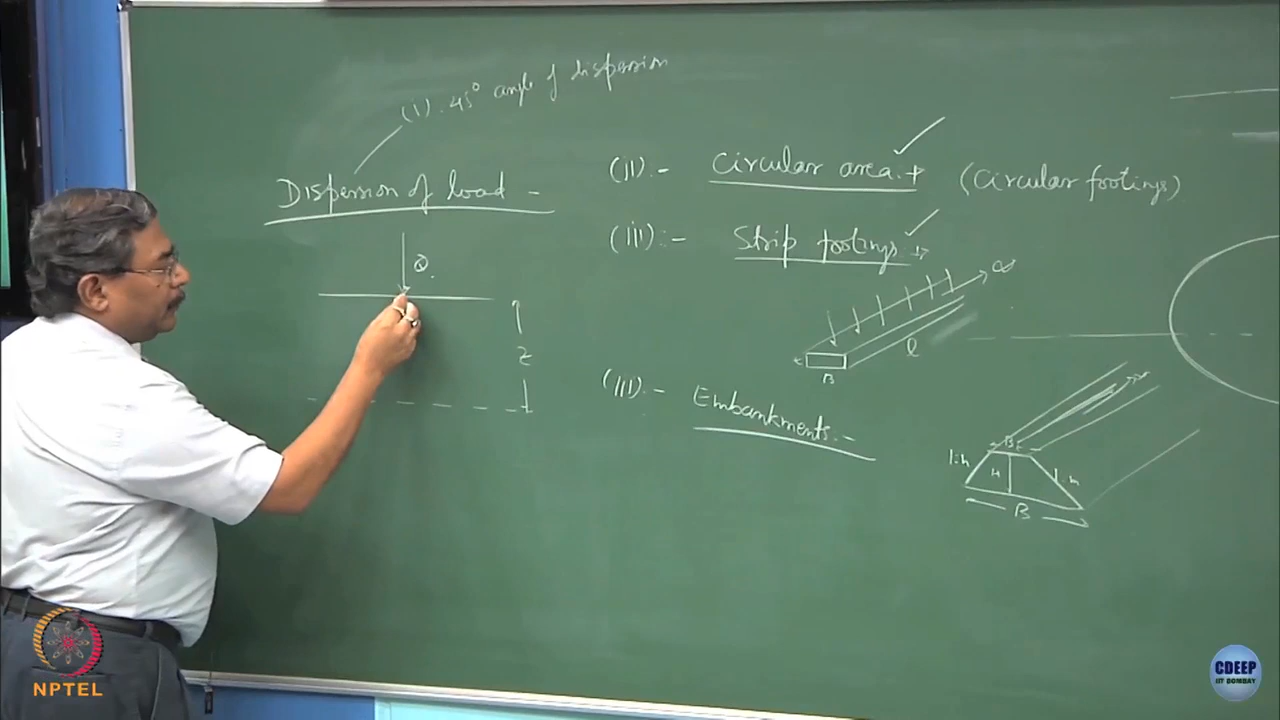 (i). 45° angle of dispersion
Dispersion of load -
Q.
z
(ii).- Circular area. (Circular footings)
(iii):- Strip footings.
B
l
(iii).- Embankments.-
1:n
B
H
n
B
NPTEL
CDEEP
IIT BOMBAY